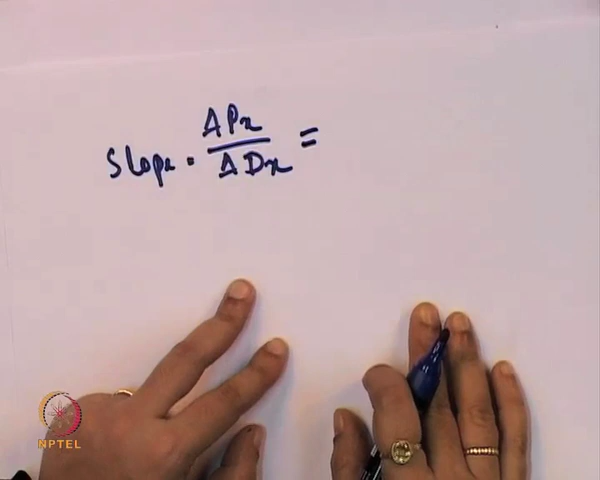 Slope = ΔPx / ΔDx =
NPTEL